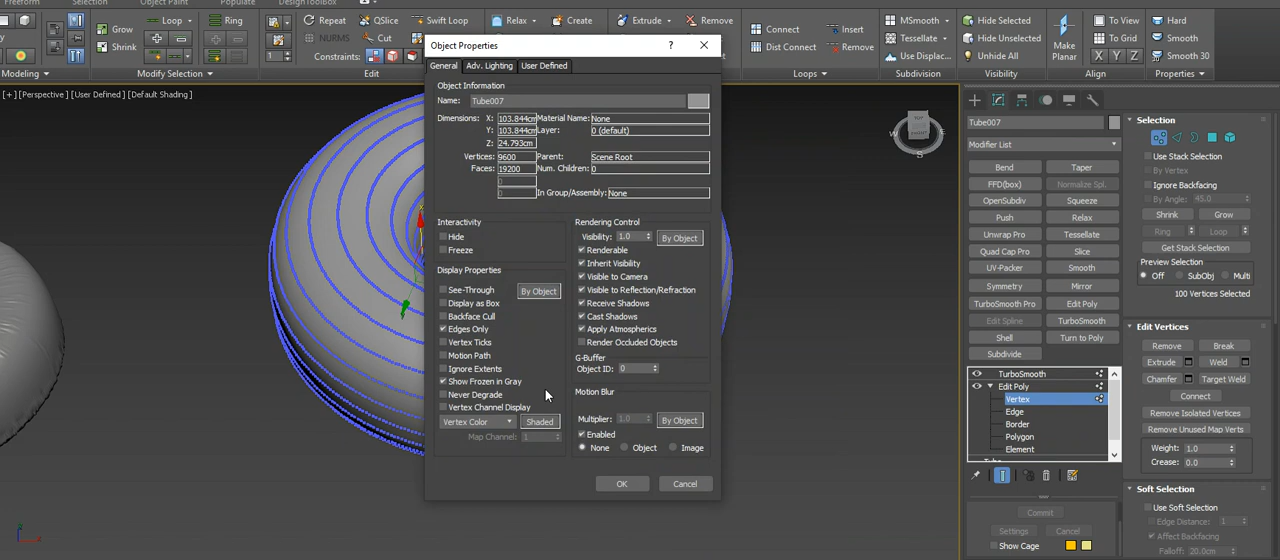 Freeform Selection Object Paint Populate DesignToolBox
Loop Ring Repeat QSlice Swift Loop Relax Create Extrude Remove Connect Insert MSmooth Hide Selected To View Hard
Grow NURMS Cut Dist Connect Remove Tessellate Hide Unselected Make Planar X Y Z Smooth
Shrink 1 Use Displac... Unhide All Smooth 30
Modeling Modify Selection Edit Loops Subdivision Visibility Align Properties
[+] [Perspective] [User Defined] [Default Shading]
Object Properties ?
General Adv. Lighting User Defined
Object Information
Name: Tube007
Dimensions: X: 103.844cm Material Name: None
Y: 103.844cm Layer: 0 (default)
Z: 24.793cm
Vertices: 9600 Parent: Scene Root
Faces: 19200 Num. Children: 0
0
0 In Group/Assembly: None
Interactivity
Hide
Freeze
Display Properties
See-Through By Object
Display as Box
Backface Cull
Edges Only
Vertex Ticks
Motion Path
Ignore Extents
Show Frozen in Gray
Never Degrade
Vertex Channel Display
Vertex Color Shaded
Map Channel: 1
Rendering Control
Visibility: 1.0 By Object
Renderable
Inherit Visibility
Visible to Camera
Visible to Reflection/Refraction
Receive Shadows
Cast Shadows
Apply Atmospherics
Render Occluded Objects
G-Buffer
Object ID: 0
Motion Blur
Multiplier: 1.0 By Object
Enabled
None Object Image
OK Cancel
W
Tube007
Modifier List
Bend Taper
FFD(box) Normalize Spl.
OpenSubdiv Squeeze
Push Relax
Unwrap Pro Tessellate
Quad Cap Pro Slice
UV-Packer Smooth
Symmetry Mirror
TurboSmooth Pro Edit Poly
Edit Spline TurboSmooth
Shell Turn to Poly
Subdivide
TurboSmooth
Edit Poly
Vertex
Edge
Border
Polygon
Element
Commit
Settings Cancel
Show Cage
Selection
Use Stack Selection
By Vertex
Ignore Backfacing
By Angle: 45.0
Shrink Grow
Ring Loop
Get Stack Selection
Preview Selection
Off SubObj Multi
100 Vertices Selected
Edit Vertices
Remove Break
Extrude Weld
Chamfer Target Weld
Connect
Remove Isolated Vertices
Remove Unused Map Verts
Weight: 1.0
Crease: 0.0
Soft Selection
Use Soft Selection
Edge Distance: 1
Affect Backfacing
Falloff: 20.0cm